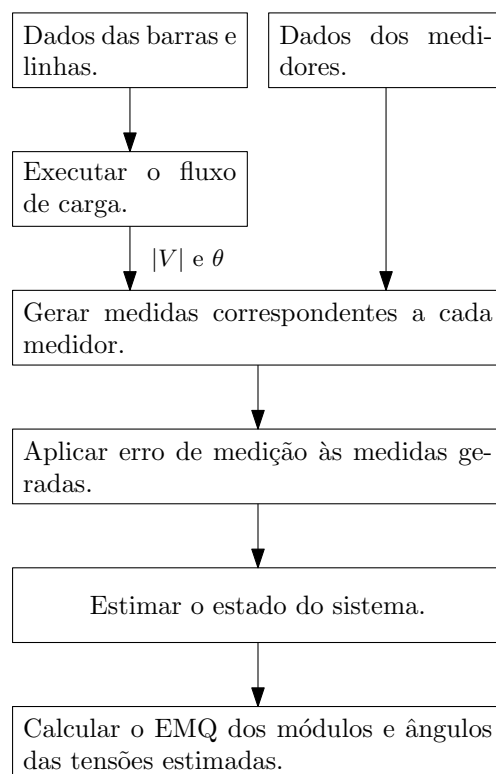 Dados das barras e
linhas.
Dados dos medi-
dores.
Executar o fluxo
de carga.
|V| e θ
Gerar medidas correspondentes a cada
medidor.
Aplicar erro de medição às medidas ge-
radas.
Estimar o estado do sistema.
Calcular o EMQ dos módulos e ângulos
das tensões estimadas.